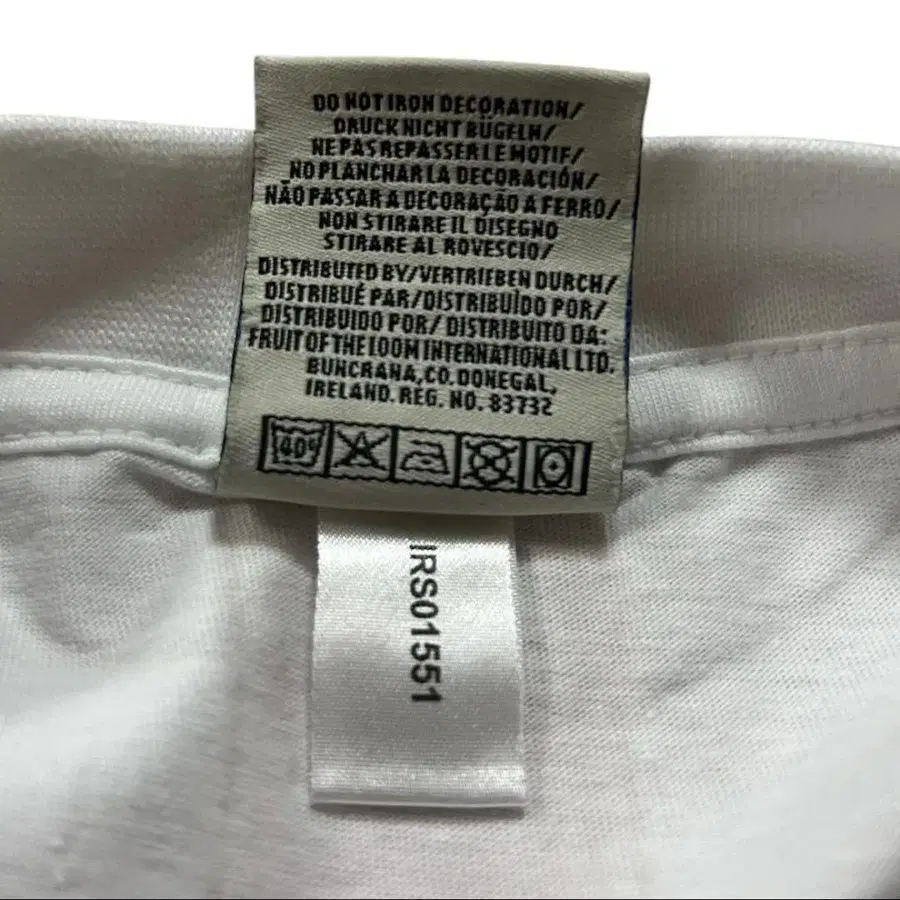 DO NOT IRON DECORATION/
DRUCK NICHT BÜGELN/
NE PAS REPASSER LE MOTIF/
NO PLANCHAR LA DECORACIÓN/
NÃO PASSAR A DECORAÇÃO A FERRO/
NON STIRARE IL DISEGNO
STIRARE AL ROVESCIO/
DISTRIBUTED BY/VERTRIEBEN DURCH/
DISTRIBUÉ PAR/DISTRIBUÍDO POR/
DISTRIBUIDO POR/ DISTRIBUITO DA:
FRUIT OF THE LOOM INTERNATIONAL LTD.
BUNCRANA, CO. DONEGAL,
IRELAND. REG. NO. 83732
40°
IRS01551